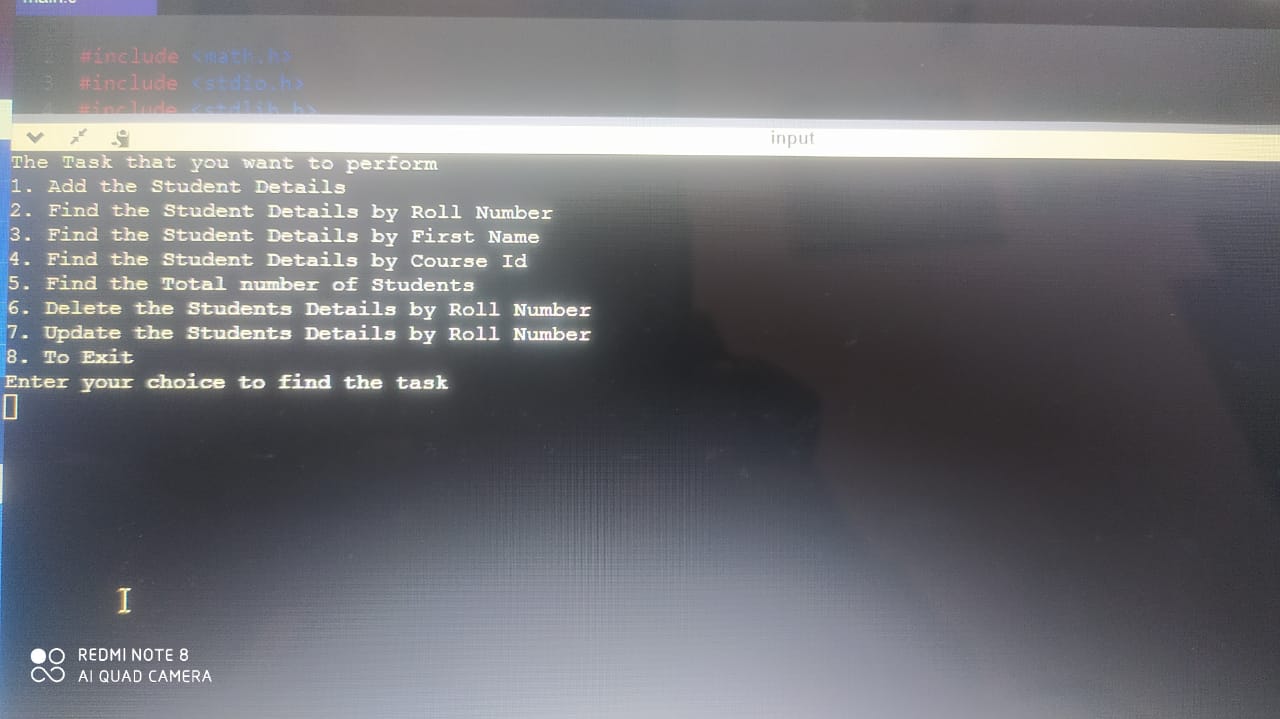 main.c
2 #include <math.h>
3 #include <stdio.h>
4 #include <stdlib.h>
input
The Task that you want to perform
1. Add the Student Details
2. Find the Student Details by Roll Number
3. Find the Student Details by First Name
4. Find the Student Details by Course Id
5. Find the Total number of Students
6. Delete the Students Details by Roll Number
7. Update the Students Details by Roll Number
8. To Exit
Enter your choice to find the task
REDMI NOTE 8
AI QUAD CAMERA